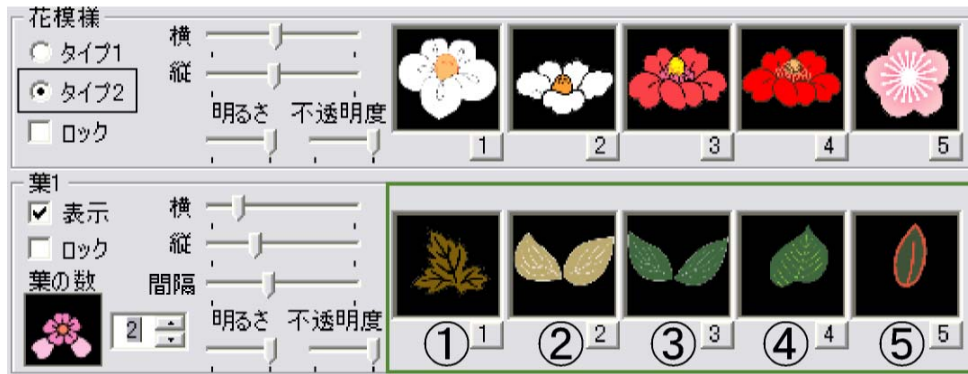 花模様
タイプ1
タイプ2
ロック
横
縦
明るさ 不透明度
1 2 3 4 5
葉1
表示
ロック
葉の数
2
横
縦
間隔
明るさ 不透明度
① 1 ② 2 ③ 3 ④ 4 ⑤ 5